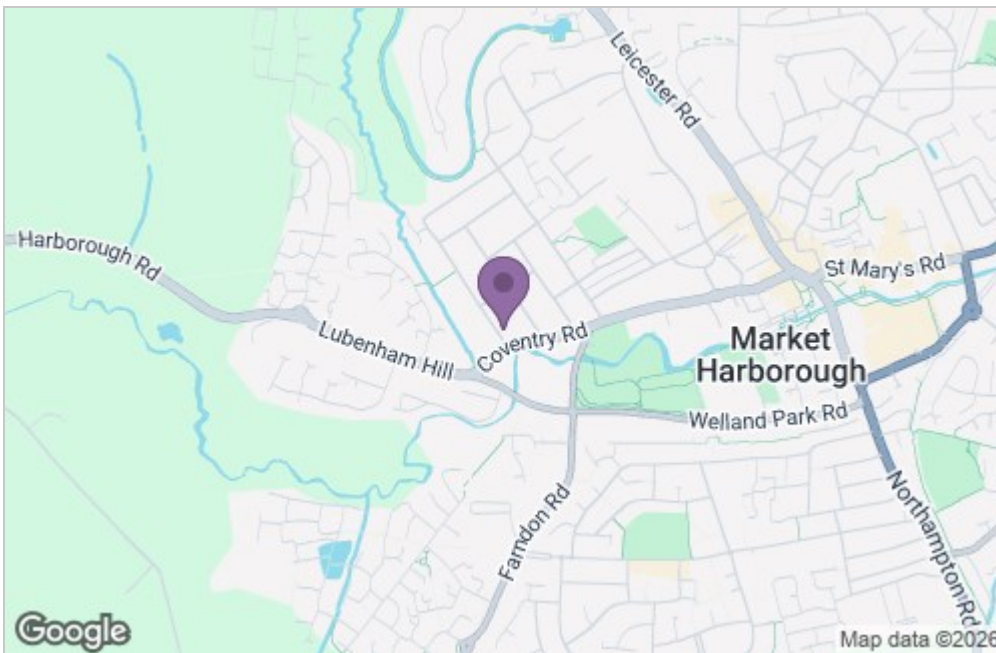 Leicester Rd
Harborough Rd
St Mary's Rd
Lubenham Hill
Coventry Rd
Market
Harborough
Welland Park Rd
Farndon Rd
Northampton Rd
Google
Map data ©2026